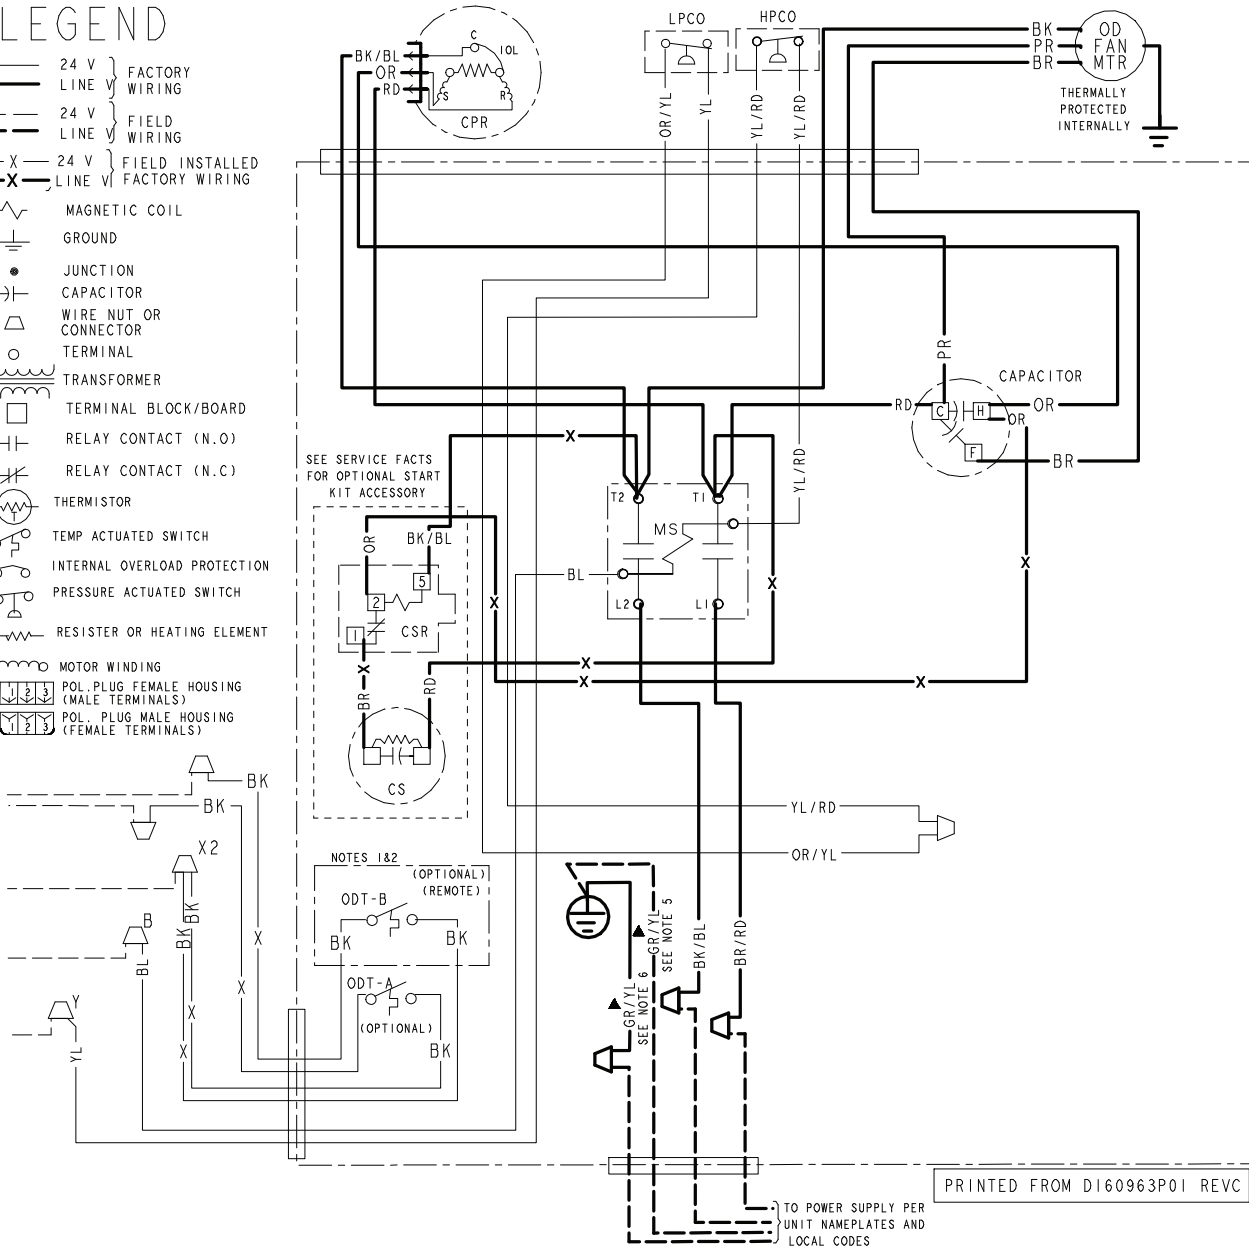 LEGEND
24 V
LINE V
FACTORY
WIRING
24 V
LINE V
FIELD
WIRING
X
24 V
X
LINE V
FIELD INSTALLED
FACTORY WIRING
MAGNETIC COIL
GROUND
JUNCTION
CAPACITOR
WIRE NUT OR
CONNECTOR
TERMINAL
TRANSFORMER
TERMINAL BLOCK/BOARD
RELAY CONTACT (N.O)
RELAY CONTACT (N.C)
T
THERMISTOR
TEMP ACTUATED SWITCH
INTERNAL OVERLOAD PROTECTION
PRESSURE ACTUATED SWITCH
RESISTER OR HEATING ELEMENT
MOTOR WINDING
1 2 3
POL.PLUG FEMALE HOUSING
(MALE TERMINALS)
1 2 3
POL. PLUG MALE HOUSING
(FEMALE TERMINALS)
BK/BL
OR
RD
C
IOL
S
R
CPR
LPCO
HPCO
OR/YL
YL
YL/RD
YL/RD
BK
PR
BR
OD
FAN
MTR
THERMALLY
PROTECTED
INTERNALLY
PR
CAPACITOR
RD
C
H
OR
OR
F
BR
X
YL/RD
SEE SERVICE FACTS
FOR OPTIONAL START
KIT ACCESSORY
T2
T1
MS
OR
BK/BL
BL
L2
L1
5
2
1
CSR
X
X
X
X
X
X
X
BR
RD
CS
BK
BK
X2
BK
BK
B
BL
Y
YL
X
X
X
X
YL/RD
OR/YL
NOTES 1&2
(OPTIONAL)
(REMOTE)
ODT-B
BK
BK
ODT-A
(OPTIONAL)
BK
GR/YL
SEE NOTE 5
GR/YL
SEE NOTE 6
BK/BL
BR/RD
PRINTED FROM D160963P01 REVC
TO POWER SUPPLY PER
UNIT NAMEPLATES AND
LOCAL CODES